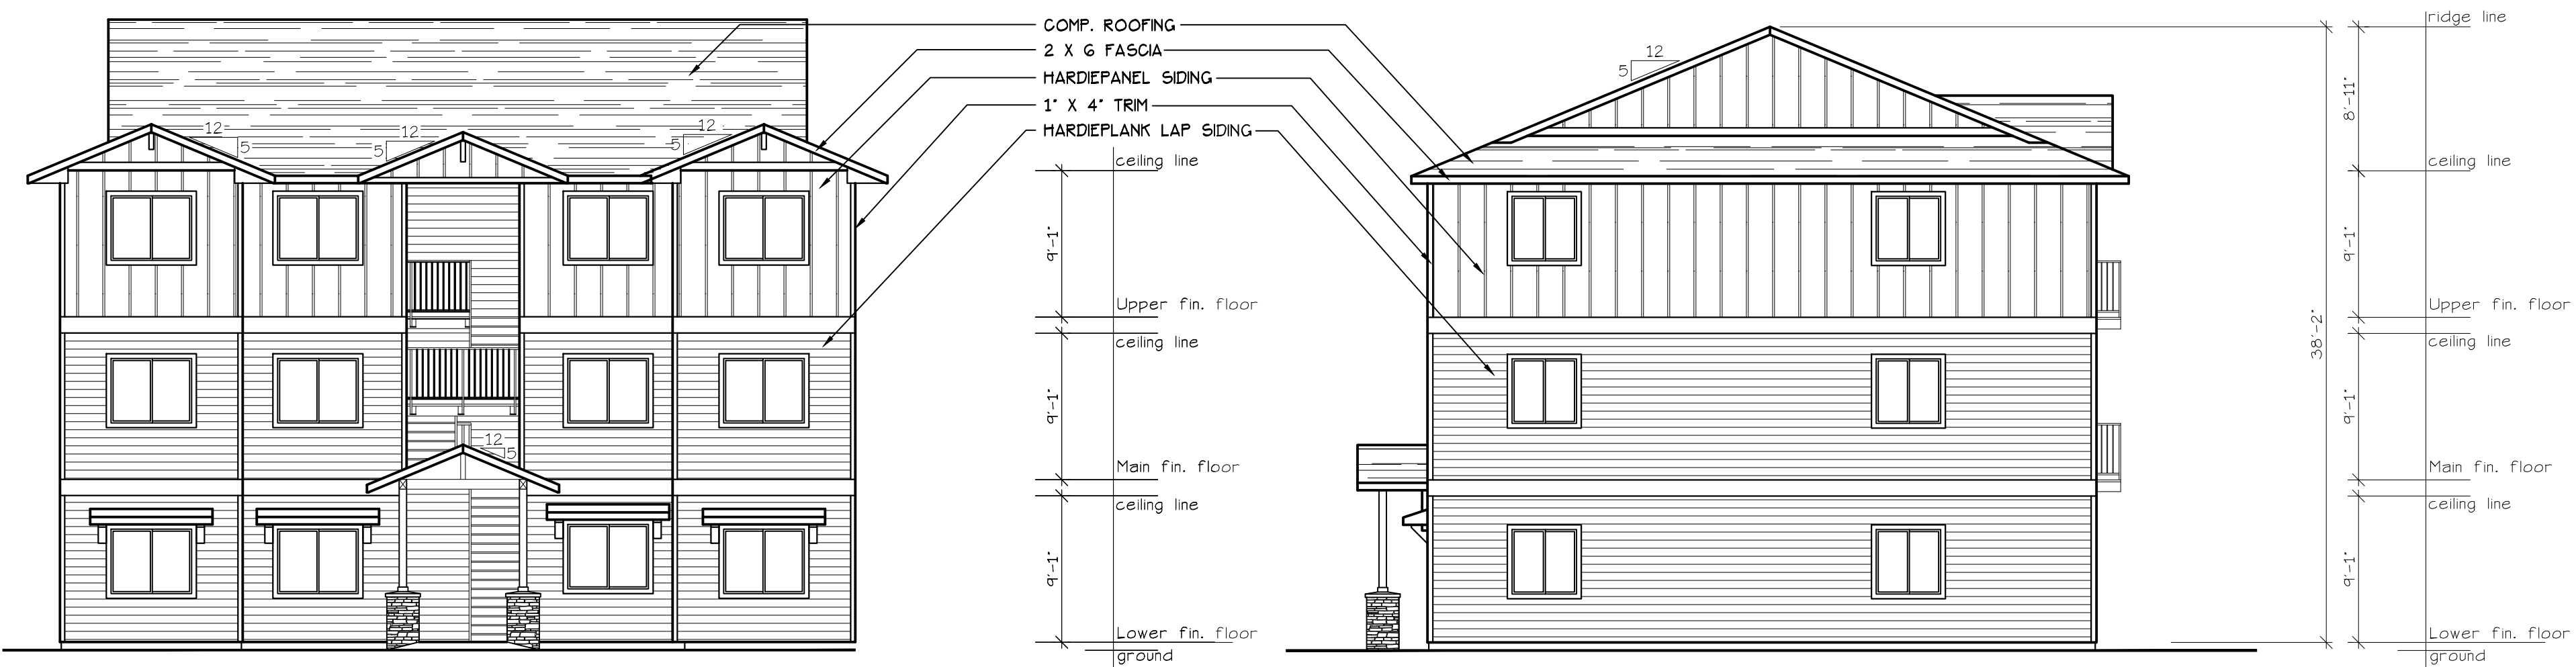 COMP. ROOFING
2 X 6 FASCIA
HARDIEPANEL SIDING
1" X 4" TRIM
HARDIEPLANK LAP SIDING
12
5
12
5
12
5
12
5
ceiling line
9'-1"
Upper fin. floor
ceiling line
9'-1"
Main fin. floor
ceiling line
9'-1"
Lower fin. floor
ground
12
5
38'-2"
ridge line
8'-11"
ceiling line
9'-1"
Upper fin. floor
ceiling line
9'-1"
Main fin. floor
ceiling line
9'-1"
Lower fin. floor
ground